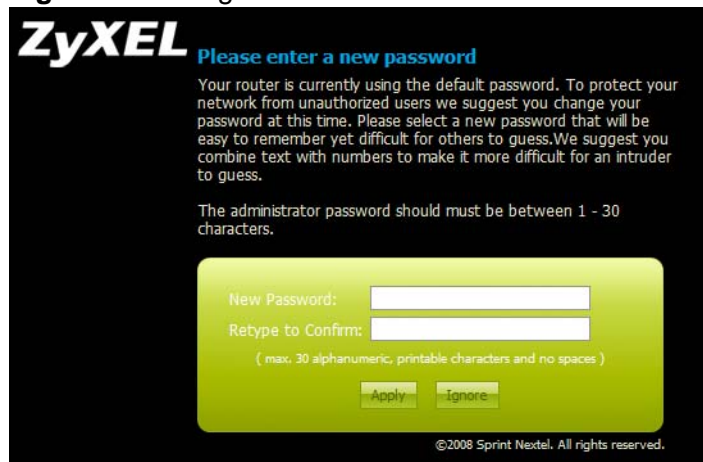 ZyXEL
Please enter a new password
Your router is currently using the default password. To protect your
network from unauthorized users we suggest you change your
password at this time. Please select a new password that will be
easy to remember yet difficult for others to guess.We suggest you
combine text with numbers to make it more difficult for an intruder
to guess.
The administrator password should must be between 1 - 30
characters.
New Password:
Retype to Confirm:
( max. 30 alphanumeric, printable characters and no spaces )
Apply Ignore
©2008 Sprint Nextel. All rights reserved.